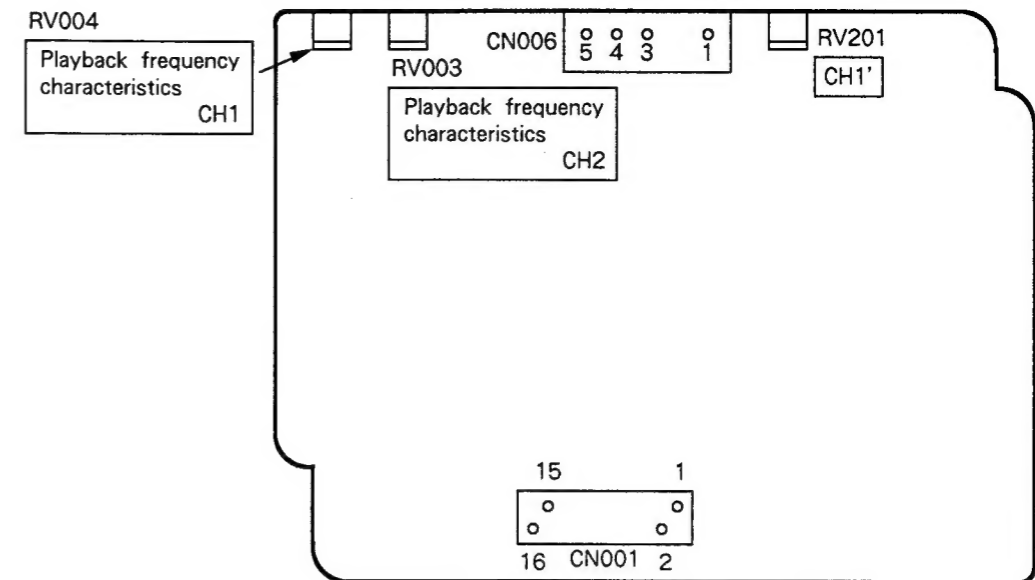 RV004
Playback frequency
characteristics
CH1
RV003
Playback frequency
characteristics
CH2
CN006
5 4 3 1
RV201
CH1'
15 1
16 CN001 2